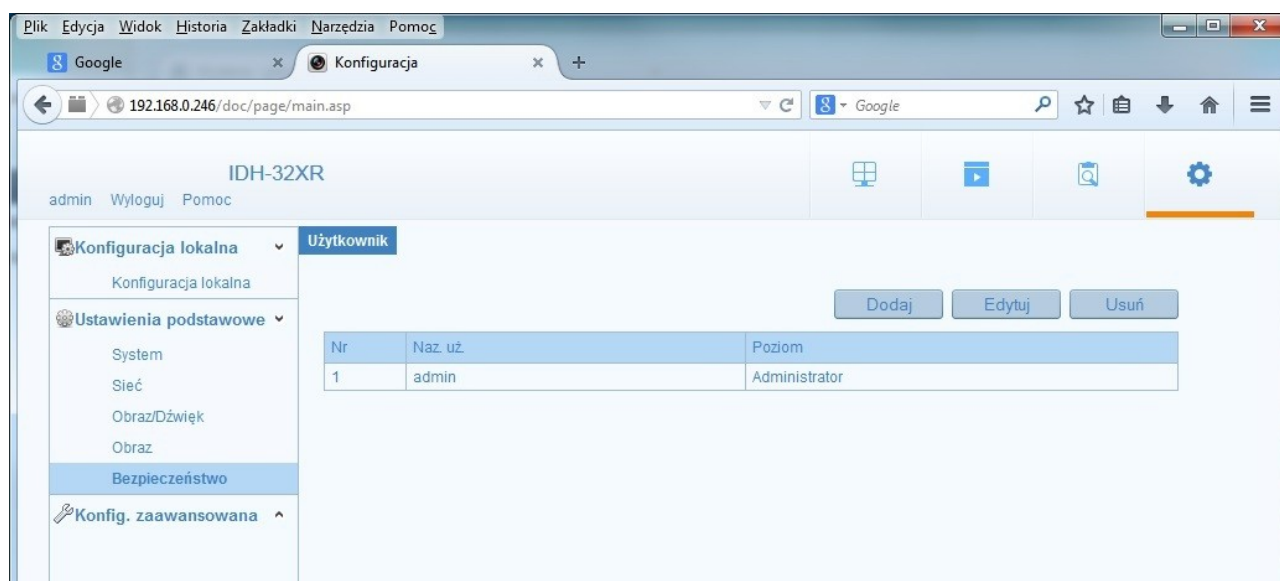 Plik Edycja Widok Historia Zakładki Narzędzia Pomoc
Google
Konfiguracja
192.168.0.246/doc/page/main.asp
Google
IDH-32XR
admin Wyloguj Pomoc
Konfiguracja lokalna
Konfiguracja lokalna
Ustawienia podstawowe
System
Sieć
Obraz/Dźwięk
Obraz
Bezpieczeństwo
Konfig. zaawansowana
Użytkownik
Dodaj Edytuj Usuń
Nr Naz. uż. Poziom
1 admin Administrator